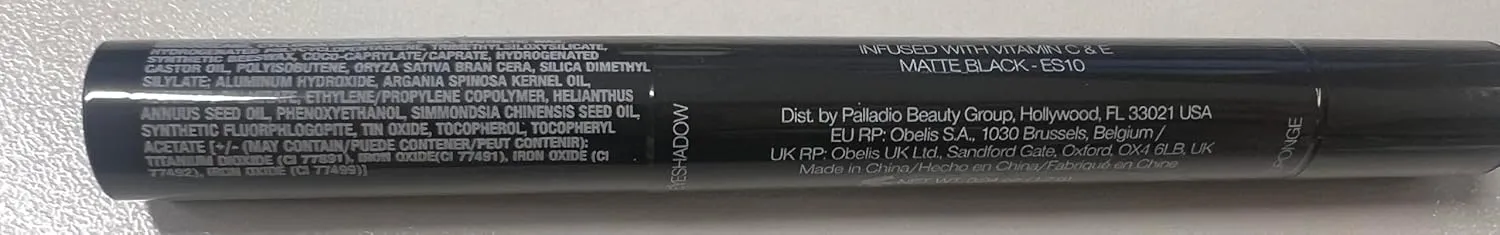 HYDROGENATED TRIMETHYLSILOXYSILICATE,
SYNTHETIC BEESWAX, COCO-CAPRYLATE/CAPRATE, HYDROGENATED
CASTOR OIL, POLYISOBUTENE, ORYZA SATIVA BRAN CERA, SILICA DIMETHYL
SILYLATE, ALUMINUM HYDROXIDE, ARGANIA SPINOSA KERNEL OIL,
ETHYLENE/PROPYLENE COPOLYMER, HELIANTHUS
ANNUUS SEED OIL, PHENOXYETHANOL, SIMMONDSIA CHINENSIS SEED OIL,
SYNTHETIC FLUORPHLOGOPITE, TIN OXIDE, TOCOPHEROL, TOCOPHERYL
ACETATE [+/- (MAY CONTAIN/PUEDE CONTENER/PEUT CONTENIR):
TITANIUM DIOXIDE (CI 77891), IRON OXIDE(CI 77491), IRON OXIDE (CI
77492), IRON OXIDE (CI 77499)]
EYESHADOW
INFUSED WITH VITAMIN C & E
MATTE BLACK - ES10
Dist. by Palladio Beauty Group, Hollywood, FL 33021 USA
EU RP: Obelis S.A., 1030 Brussels, Belgium /
UK RP: Obelis UK Ltd., Sandford Gate, Oxford, OX4 6LB, UK
Made in China/Hecho en China/Fabriqué en Chine
NET WT.
SPONGE